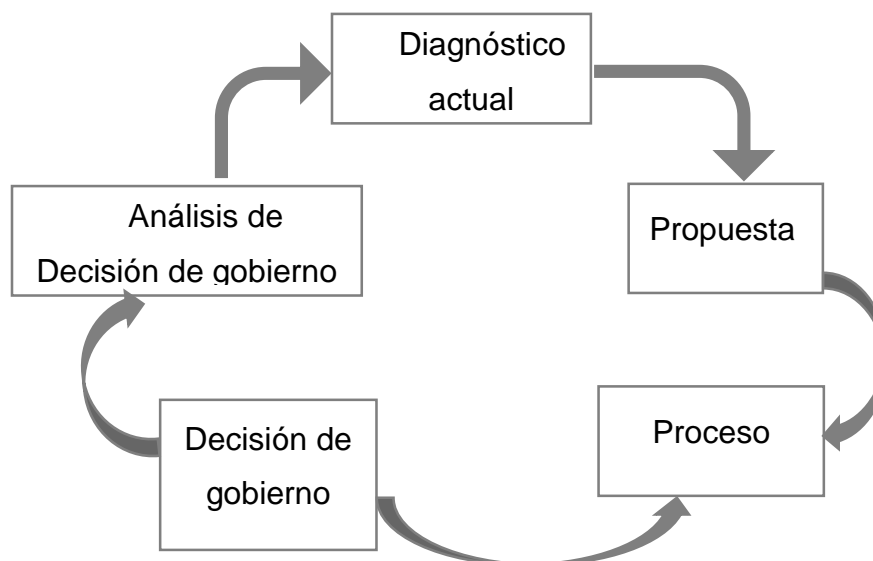 Diagnóstico
actual
Análisis de
Decisión de gobierno
Propuesta
Decisión de
gobierno
Proceso